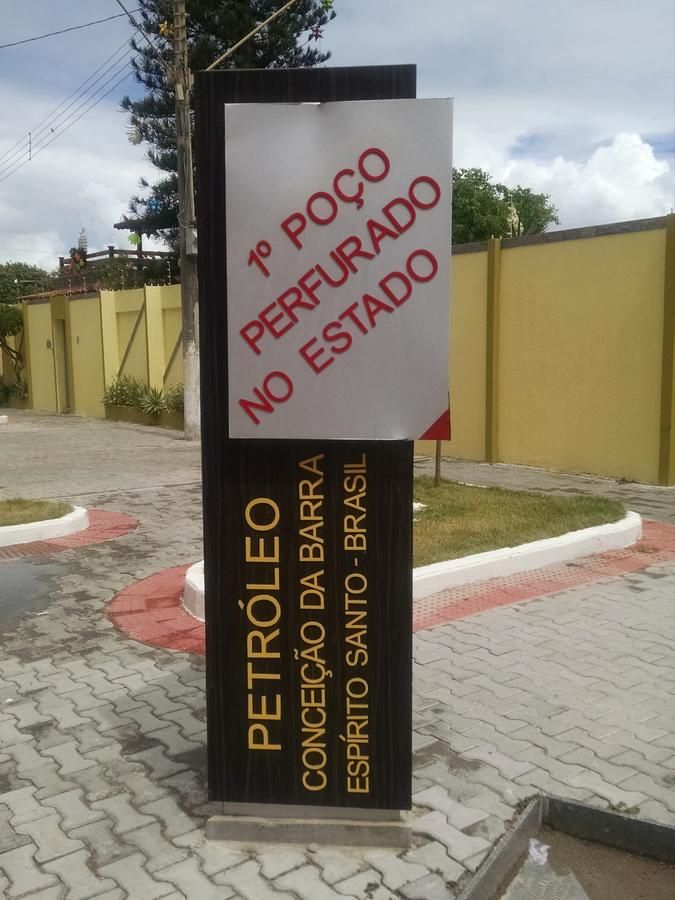 1º POÇO
PERFURADO
NO ESTADO
PETRÓLEO
CONCEIÇÃO DA BARRA
ESPÍRITO SANTO - BRASIL